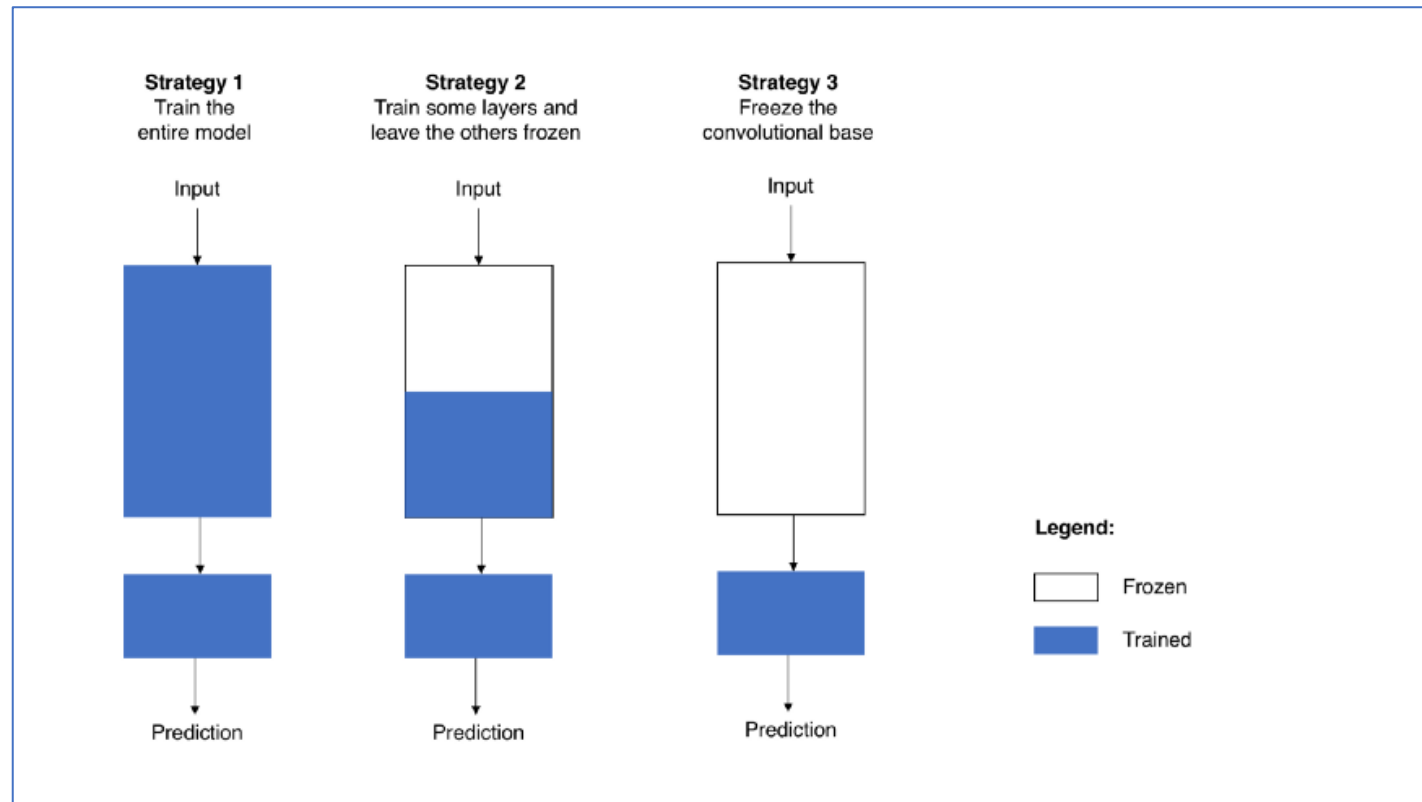 Strategy 1
Train the
entire model
Input
Prediction
Strategy 2
Train some layers and
leave the others frozen
Input
Prediction
Strategy 3
Freeze the
convolutional base
Input
Prediction
Legend:
Frozen
Trained